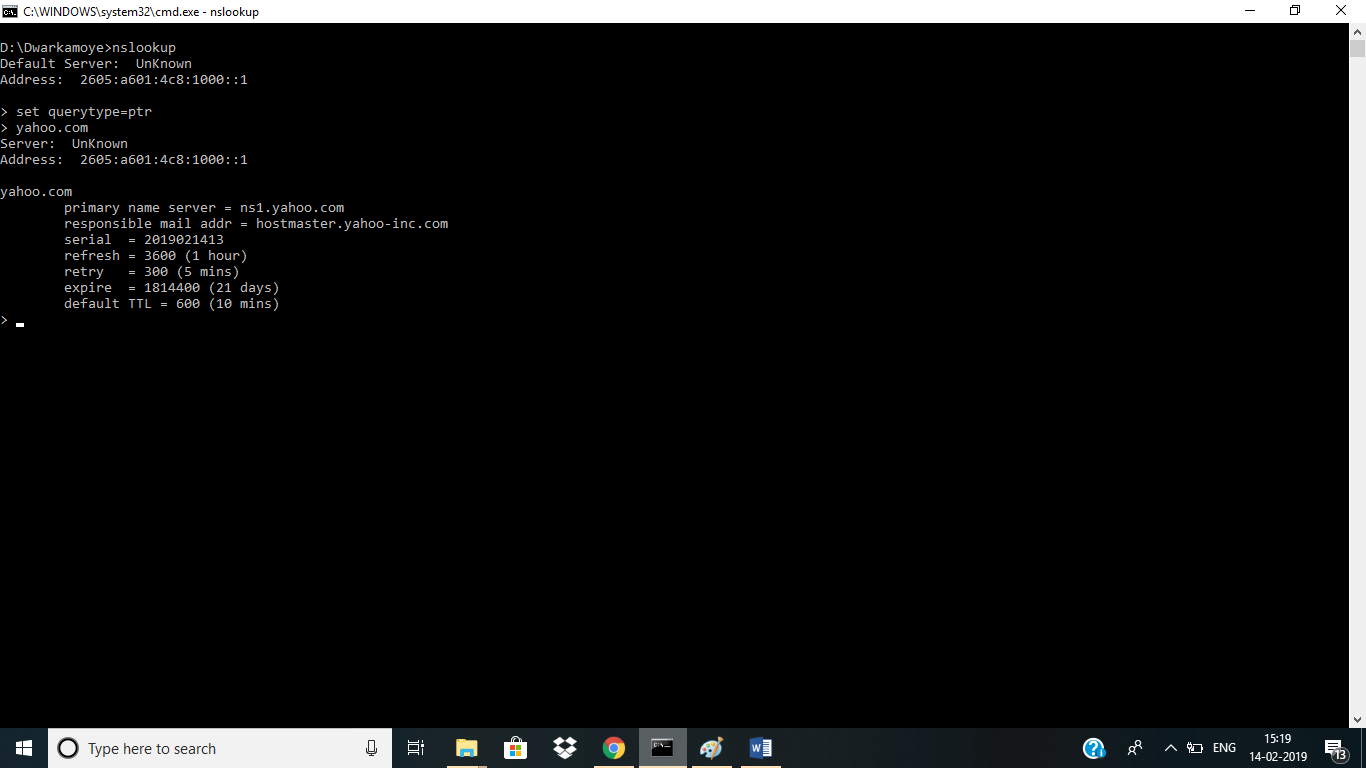 C:\WINDOWS\system32\cmd.exe - nslookup
D:\Dwarkamoye>nslookup
Default Server:  UnKnown
Address:  2605:a601:4c8:1000::1
> set querytype=ptr
> yahoo.com
Server:  UnKnown
Address:  2605:a601:4c8:1000::1
yahoo.com
        primary name server = ns1.yahoo.com
        responsible mail addr = hostmaster.yahoo-inc.com
        serial  = 2019021413
        refresh = 3600 (1 hour)
        retry   = 300 (5 mins)
        expire  = 1814400 (21 days)
        default TTL = 600 (10 mins)
>
Type here to search
ENG
15:19
14-02-2019
13